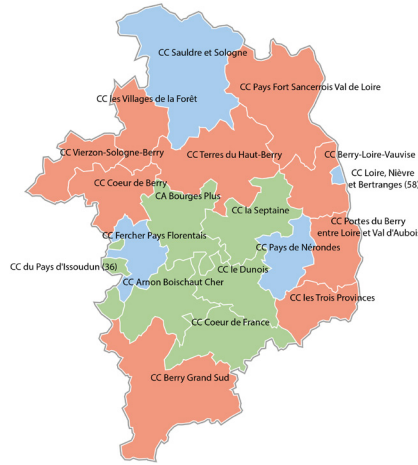 CC Sauldre et Sologne
CC Pays Fort Sancerrois Val de Loire
CC les Villages de la Forêt
CC Vierzon-Sologne-Berry
CC Terres du Haut-Berry
CC Berry-Loire-Vauvise
CC Loire, Nièvre
et Bertranges (58)
CC Coeur de Berry
CA Bourges Plus
CC la Septaine
CC Portes du Berry
entre Loire et Val d'Aubois
CC Fercher Pays Florentais
CC Pays de Nérondes
CC du Pays d'Issoudun (36)
CC le Dunois
CC Arnon Boischaut Cher
CC les Trois Provinces
CC Coeur de France
CC Berry Grand Sud